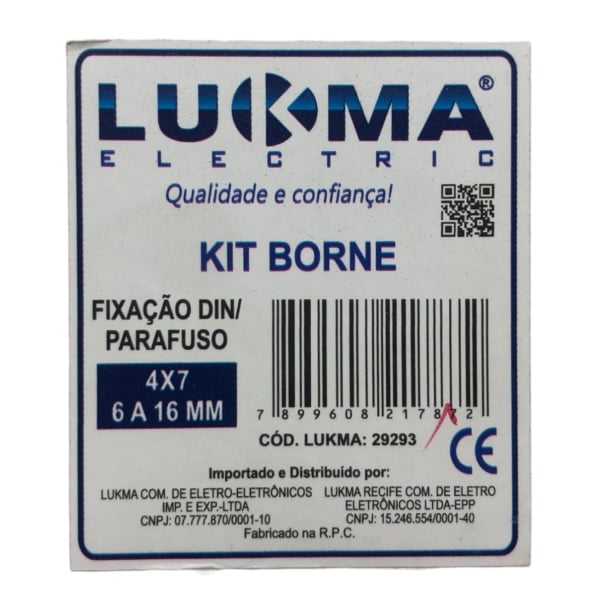 LUKMA®
ELECTRIC
Qualidade e confiança!
KIT BORNE
FIXAÇÃO DIN/
PARAFUSO
4X7
6 A 16 MM
7 899608 217872
CÓD. LUKMA: 29293
CE
Importado e Distribuído por:
LUKMA COM. DE ELETRO-ELETRÔNICOS
IMP. E EXP.-LTDA
CNPJ: 07.777.870/0001-10
LUKMA RECIFE COM. DE ELETRO
ELETRÔNICOS LTDA-EPP
CNPJ: 15.246.554/0001-40
Fabricado na R.P.C.